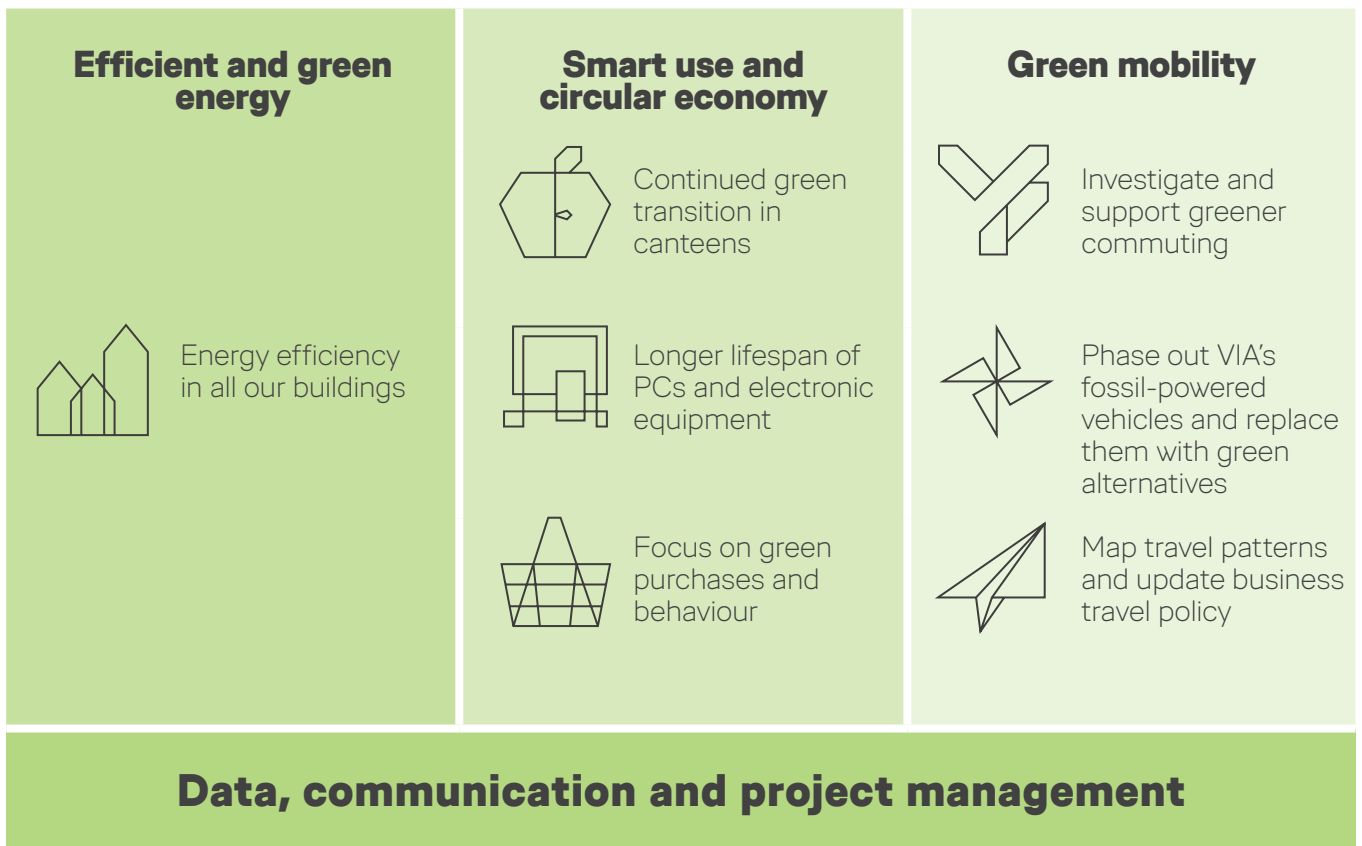 Efficient and green
energy
Energy efficiency
in all our buildings
Smart use and
circular economy
Continued green
transition in
canteens
Longer lifespan of
PCs and electronic
equipment
Focus on green
purchases and
behaviour
Green mobility
Investigate and
support greener
commuting
Phase out VIA’s
fossil-powered
vehicles and replace
them with green
alternatives
Map travel patterns
and update business
travel policy
Data, communication and project management